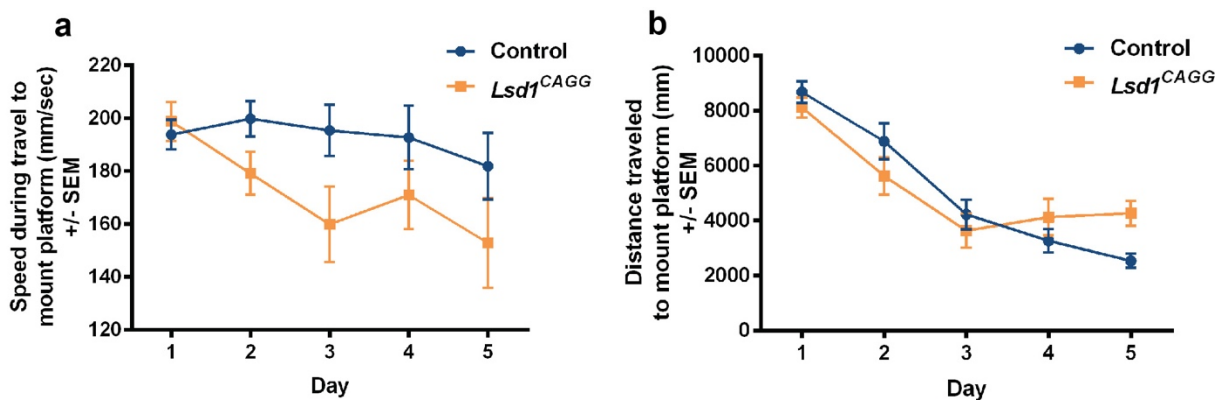 a
Speed during travel to
mount platform (mm/sec)
+/- SEM
220
200
180
160
140
120
1 2 3 4 5
Day
Control
Lsd1CAGG
b
Distance traveled
to mount platform (mm)
+/- SEM
10000
8000
6000
4000
2000
0
1 2 3 4 5
Day
Control
Lsd1CAGG